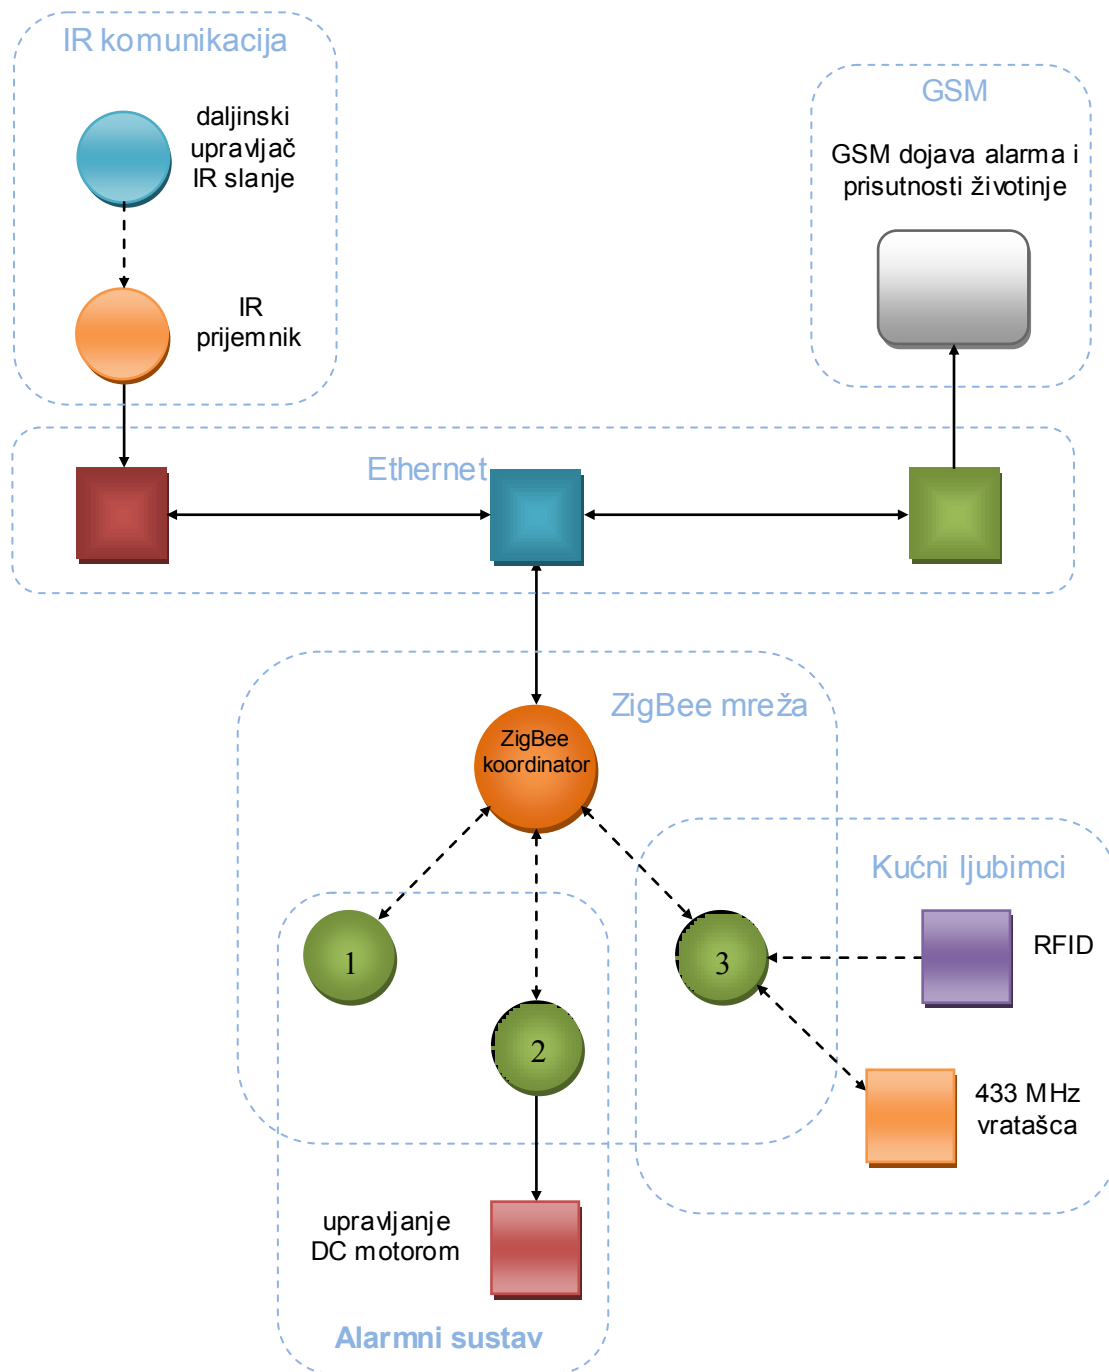 IR komunikacija
daljinski
upravljač
IR slanje
IR
prijemnik
GSM
GSM dojava alarma i
prisutnosti životinje
Ethernet
ZigBee mreža
ZigBee
koordinator
Kućni ljubimci
1
2
3
RFID
433 MHz
vratašca
upravljanje
DC motorom
Alarmni sustav